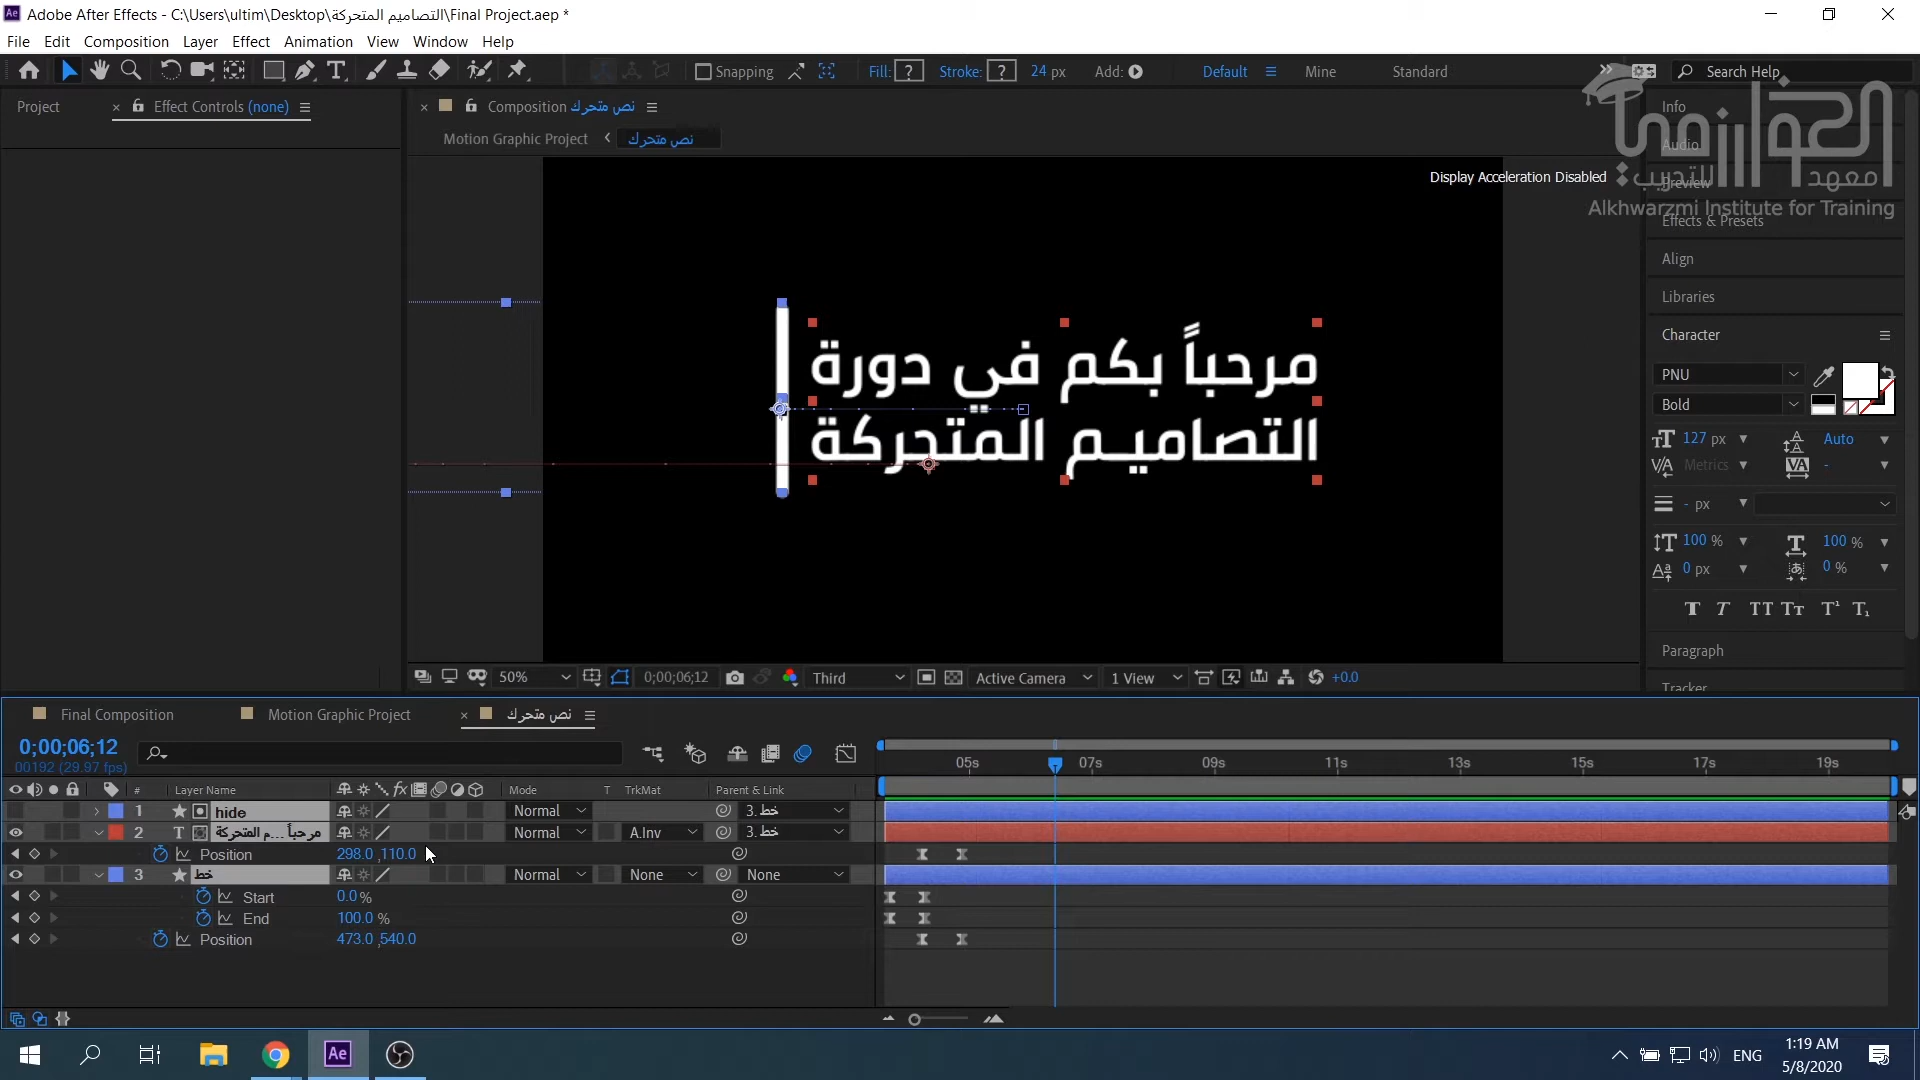 Adobe After Effects - C:\Users\ultim\Desktop\التصاميم المتحركة\Final Project.aep *
File Edit Composition Layer Effect Animation View Window Help
Snapping Fill: ? Stroke: ? 24 px Add: Default Mine Standard Search Help
Project Effect Controls (none) Composition نص متحرك Info
Motion Graphic Project نص متحرك
Audio
Display Acceleration Disabled
Preview
الخوارزمي
معهد للتدريب
Alkhwarzmi Institute for Training
Effects & Presets
Align
Libraries
Character
مرحباً بكم في دورة
التصاميم المتحركة
PNU
Bold
127 px Auto
Metrics -
- px
100 % 100 %
0 px 0 %
T T TT Tt T¹ T₁
Paragraph
Tracker
50% 0;00;06;12 Third Active Camera 1 View +0.0
Final Composition Motion Graphic Project نص متحرك
0;00;06;12
00192 (29.97 fps)
05s 07s 09s 11s 13s 15s 17s 19s
# Layer Name Mode T TrkMat Parent & Link
1 hide Normal 3. خط
2 مرحباً ...م المتحركة Normal A.Inv 3. خط
Position 298.0 ,110.0
3 خط Normal None None
Start 0.0 %
End 100.0 %
Position 473.0 ,540.0
ENG 1:19 AM
5/8/2020